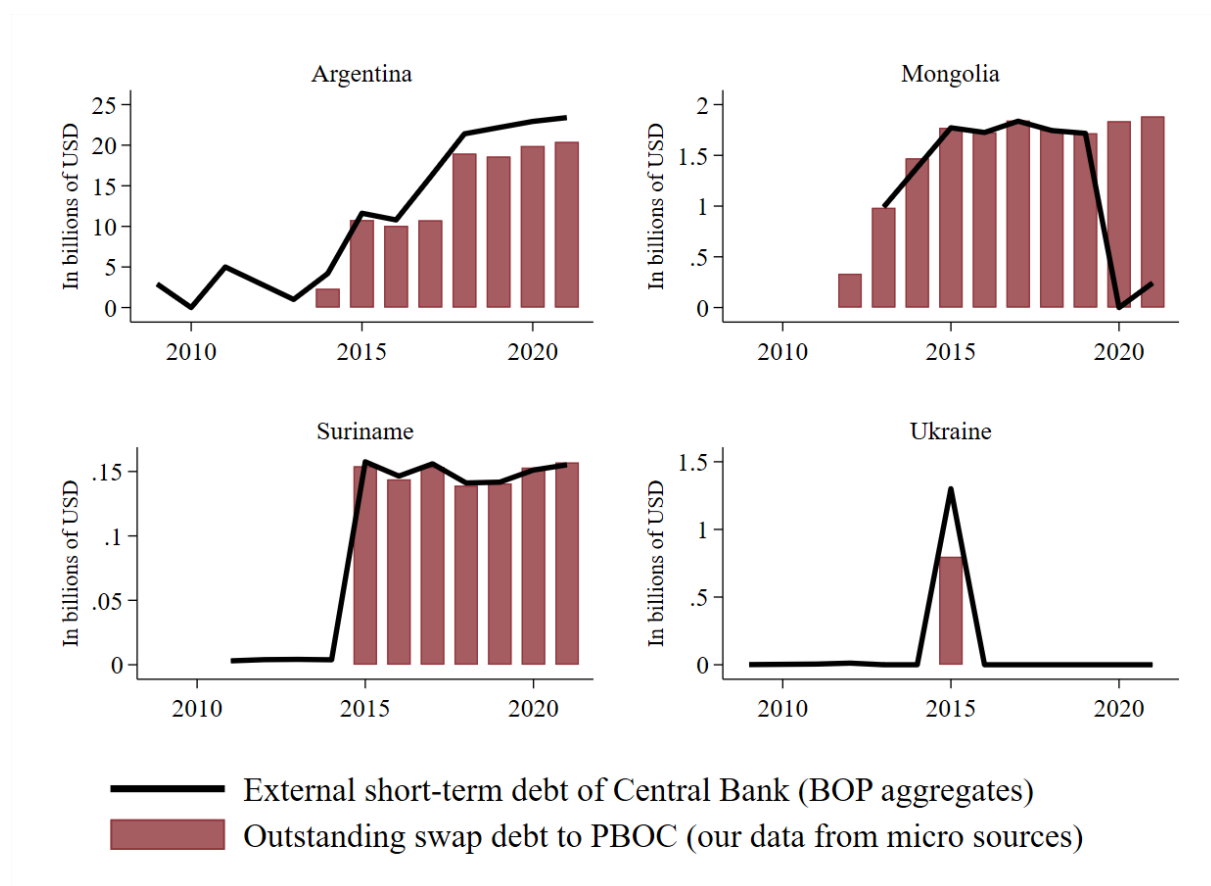 Argentina
In billions of USD
25
20
15
10
5
0
2010 2015 2020
Mongolia
In billions of USD
2
1.5
1
.5
0
2010 2015 2020
Suriname
In billions of USD
.15
.1
.05
0
2010 2015 2020
Ukraine
In billions of USD
1.5
1
.5
0
2010 2015 2020
External short-term debt of Central Bank (BOP aggregates)
Outstanding swap debt to PBOC (our data from micro sources)